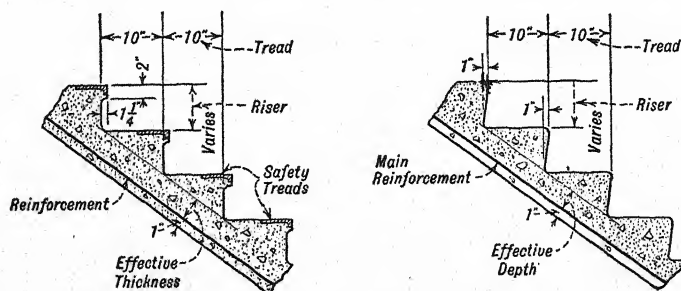 10" 10"
Tread
2"
1"
1 1/4
Riser
Varies
Safety
Treads
Reinforcement
1"
Effective
Thickness
10" 10"
Tread
1"
1"
Riser
Varies
Main
Reinforcement
1"
Effective
Depth